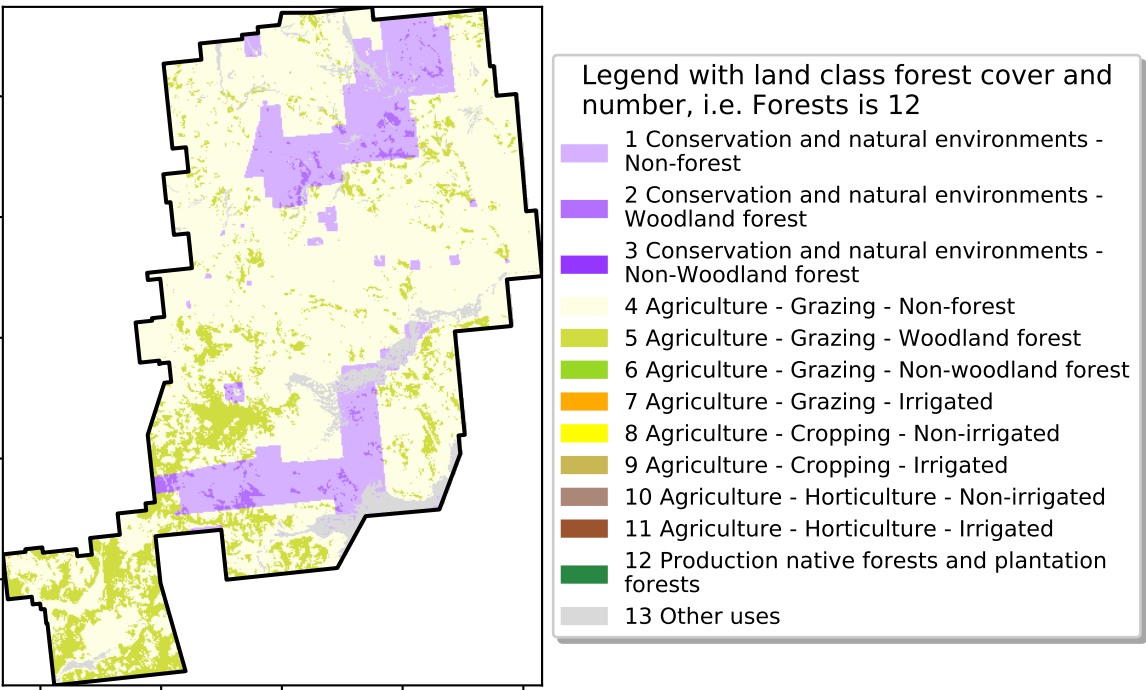 Legend with land class forest cover and
number, i.e. Forests is 12
1 Conservation and natural environments -
Non-forest
2 Conservation and natural environments -
Woodland forest
3 Conservation and natural environments -
Non-Woodland forest
4 Agriculture - Grazing - Non-forest
5 Agriculture - Grazing - Woodland forest
6 Agriculture - Grazing - Non-woodland forest
7 Agriculture - Grazing - Irrigated
8 Agriculture - Cropping - Non-irrigated
9 Agriculture - Cropping - Irrigated
10 Agriculture - Horticulture - Non-irrigated
11 Agriculture - Horticulture - Irrigated
12 Production native forests and plantation
forests
13 Other uses